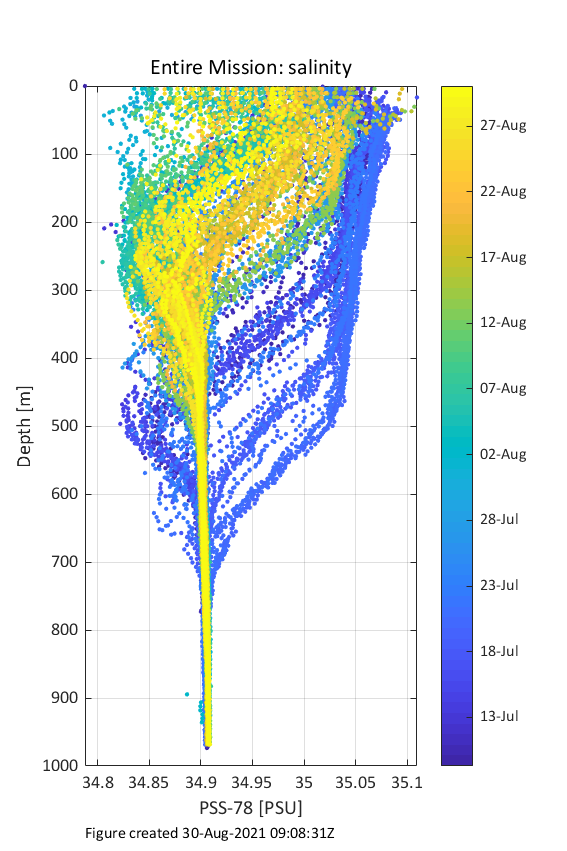 Entire Mission: salinity
0
100
200
300
400
500
600
700
800
900
1000
Depth [m]
34.8 34.85 34.9 34.95 35 35.05 35.1
PSS-78 [PSU]
27-Aug
22-Aug
17-Aug
12-Aug
07-Aug
02-Aug
28-Jul
23-Jul
18-Jul
13-Jul
Figure created 30-Aug-2021 09:08:31Z